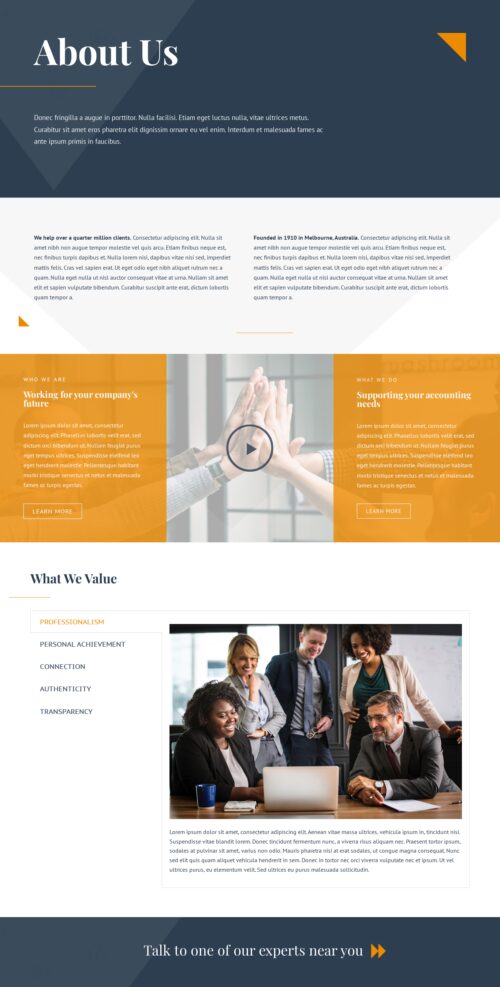 About Us
Donec fringilla a augue in porttitor. Nulla facilisi. Etiam eget luctus nulla, vitae ultrices metus.
Curabitur sit amet eros pharetra elit dignissim ornare eu vel enim. Interdum et malesuada fames ac
ante ipsum primis in faucibus.
We help over a quarter million clients. Consectetur adipiscing elit. Nulla sit
amet nibh non augue tempor molestie vel quis arcu. Etiam finibus neque est,
nec finibus turpis dapibus et. Nulla lorem nisi, dapibus vitae nisi sed, imperdiet
mattis felis. Cras vel sapien erat. Ut eget odio eget nibh aliquet rutrum nec a
quam. Nulla eget nulla ut nisl auctor consequat vitae at urna. Nullam sit amet
elit et sapien vulputate bibendum. Curabitur suscipit ante erat, dictum lobortis
quam tempor a.
Founded in 1910 in Melbourne, Australia. Consectetur adipiscing elit. Nulla sit
amet nibh non augue tempor molestie vel quis arcu. Etiam finibus neque est,
nec finibus turpis dapibus et. Nulla lorem nisi, dapibus vitae nisi sed, imperdiet
mattis felis. Cras vel sapien erat. Ut eget odio eget nibh aliquet rutrum nec a
quam. Nulla eget nulla ut nisl auctor consequat vitae at urna. Nullam sit amet
elit et sapien vulputate bibendum. Curabitur suscipit ante erat, dictum lobortis
quam tempor a.
WHO WE ARE
Working for your company's
future
Lorem ipsum dolor sit amet, consectetur
adipiscing elit. Phasellus lobortis velit erat, sed
dictum orci bibendum sed. Nullam feugiat purus
eget tempus ultrices. Suspendisse eleifend leo
eget hendrerit molestie. Pellentesque habitant
morbi tristique senectus et netus et malesuada
fames ac turpis egestas.
LEARN MORE
WHAT WE DO
Supporting your accounting
needs
Lorem ipsum dolor sit amet, consectetur
adipiscing elit. Phasellus lobortis velit erat, sed
dictum orci bibendum sed. Nullam feugiat purus
eget tempus ultrices. Suspendisse eleifend leo
eget hendrerit molestie. Pellentesque habitant
morbi tristique senectus et netus et malesuada
fames ac turpis egestas.
LEARN MORE
What We Value
PROFESSIONALISM
PERSONAL ACHIEVEMENT
CONNECTION
AUTHENTICITY
TRANSPARENCY
Lorem ipsum dolor sit amet, consectetur adipiscing elit. Aenean vitae massa ultrices, vehicula ipsum in, tincidunt nisi.
Suspendisse vitae blandit lorem. Donec tincidunt fermentum nunc, a viverra risus aliquam nec. Praesent tortor ipsum,
sodales at pulvinar sit amet, varius non odio. Mauris pharetra nisi at erat sodales, ut congue magna consequat. Nunc
sed elit quis quam aliquet vehicula hendrerit in sem. Donec in tortor nec orci viverra vulputate nec et ipsum. Ut vel
ultrices purus, eu elementum velit. Sed ultrices eu purus malesuada sollicitudin.
Talk to one of our experts near you